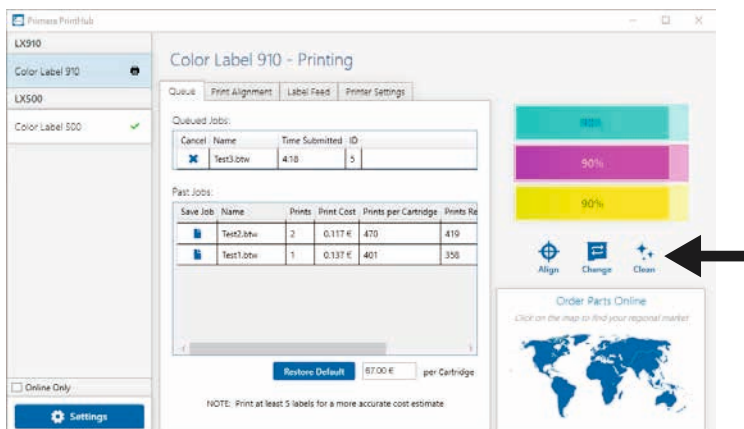 Primera PrintHub
LX910
Color Label 910
LX500
Color Label 500
Online Only
Settings
Color Label 910 - Printing
Queue Print Alignment Label Feed Printer Settings
Queued Jobs:
Cancel Name Time Submitted ID
Test3.btw 4:18 5
Past Jobs:
Save Job Name Prints Print Cost Prints per Cartridge Prints Re
Test2.btw 2 0.117 € 470 419
Test1.btw 1 0.137 € 401 358
Restore Default 67.00 € per Cartridge
NOTE: Print at least 5 labels for a more accurate cost estimate
90%
90%
Align Change Clean
Order Parts Online
Click on the map to find your regional market